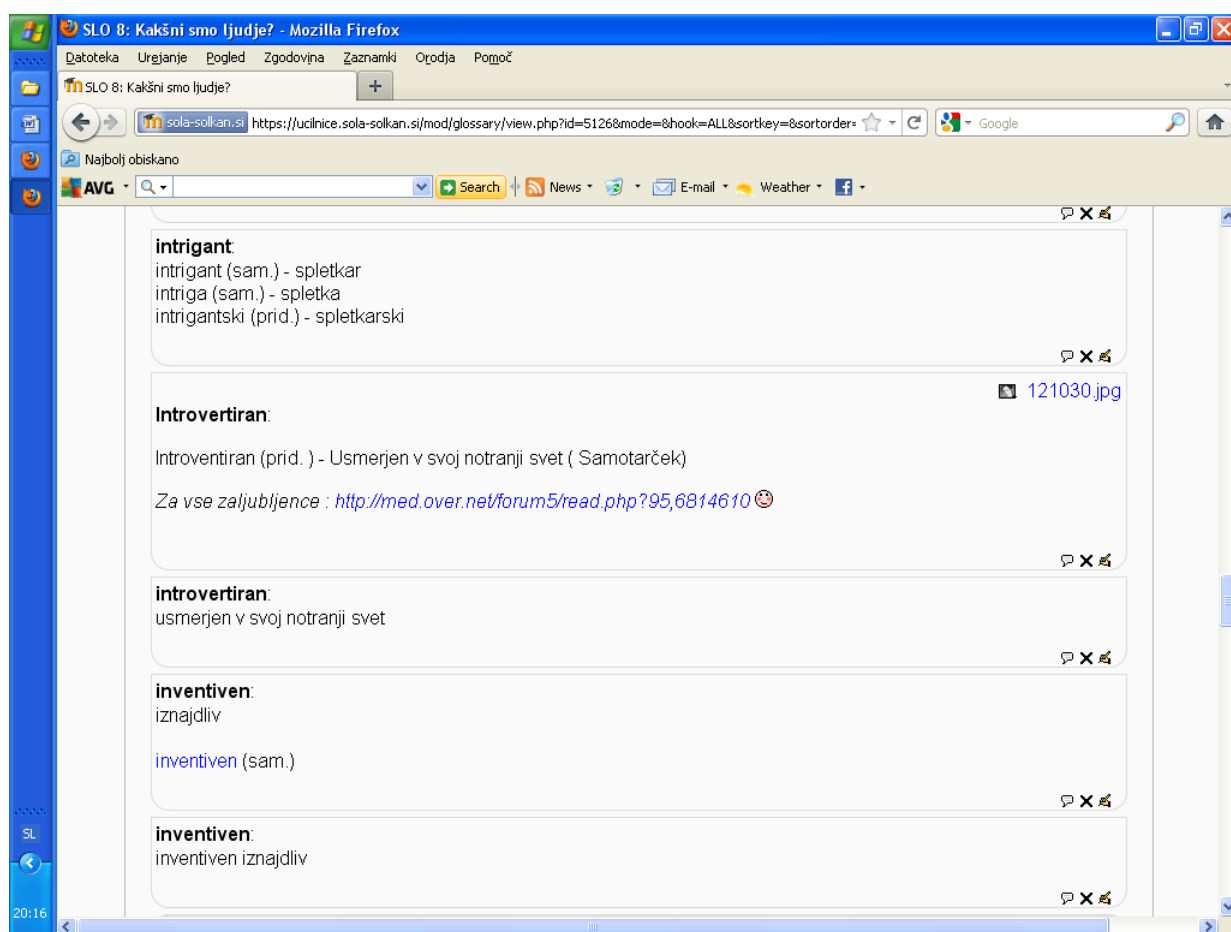 SLO 8: Kakšni smo ljudje? - Mozilla Firefox
Datoteka Urejanje Pogled Zgodovina Zaznamki Orodja Pomoč
SLO 8: Kakšni smo ljudje?
sola-solkan.si https://ucilnice.sola-solkan.si/mod/glossary/view.php?id=5126&mode=&hook=ALL&sortkey=&sortorder= Google
Najbolj obiskano
AVG Search News E-mail Weather
intrigant:
intrigant (sam.) - spletkar
intriga (sam.) - spletka
intrigantski (prid.) - spletkarski
121030.jpg
Introvertiran:
Introventiran (prid. ) - Usmerjen v svoj notranji svet ( Samotarček)
Za vse zaljubljence : http://med.over.net/forum5/read.php?95,6814610
introvertiran:
usmerjen v svoj notranji svet
inventiven:
iznajdliv
inventiven (sam.)
inventiven:
inventiven iznajdliv
SL
20:16